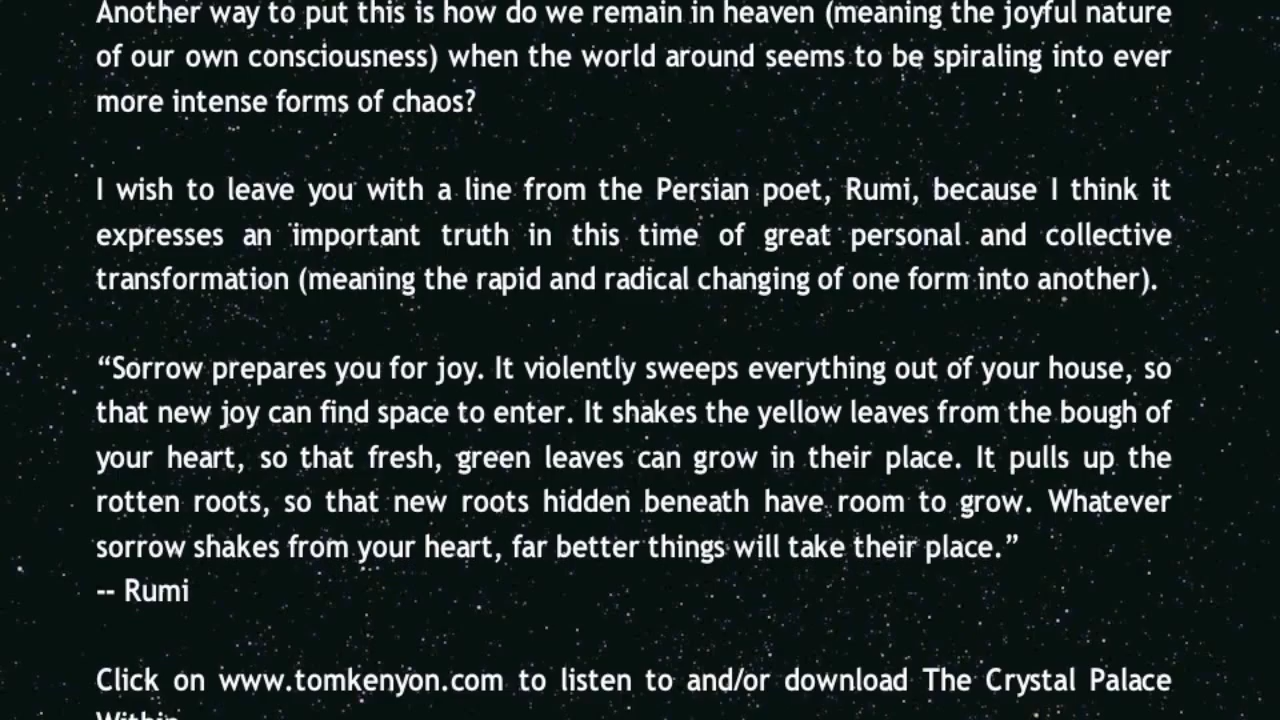 Another way to put this is how do we remain in heaven (meaning the joyful nature
of our own consciousness) when the world around seems to be spiraling into ever
more intense forms of chaos?
I wish to leave you with a line from the Persian poet, Rumi, because I think it
expresses an important truth in this time of great personal and collective
transformation (meaning the rapid and radical changing of one form into another).
“Sorrow prepares you for joy. It violently sweeps everything out of your house, so
that new joy can find space to enter. It shakes the yellow leaves from the bough of
your heart, so that fresh, green leaves can grow in their place. It pulls up the
rotten roots, so that new roots hidden beneath have room to grow. Whatever
sorrow shakes from your heart, far better things will take their place.”
-- Rumi
Click on www.tomkenyon.com to listen to and/or download The Crystal Palace
Within